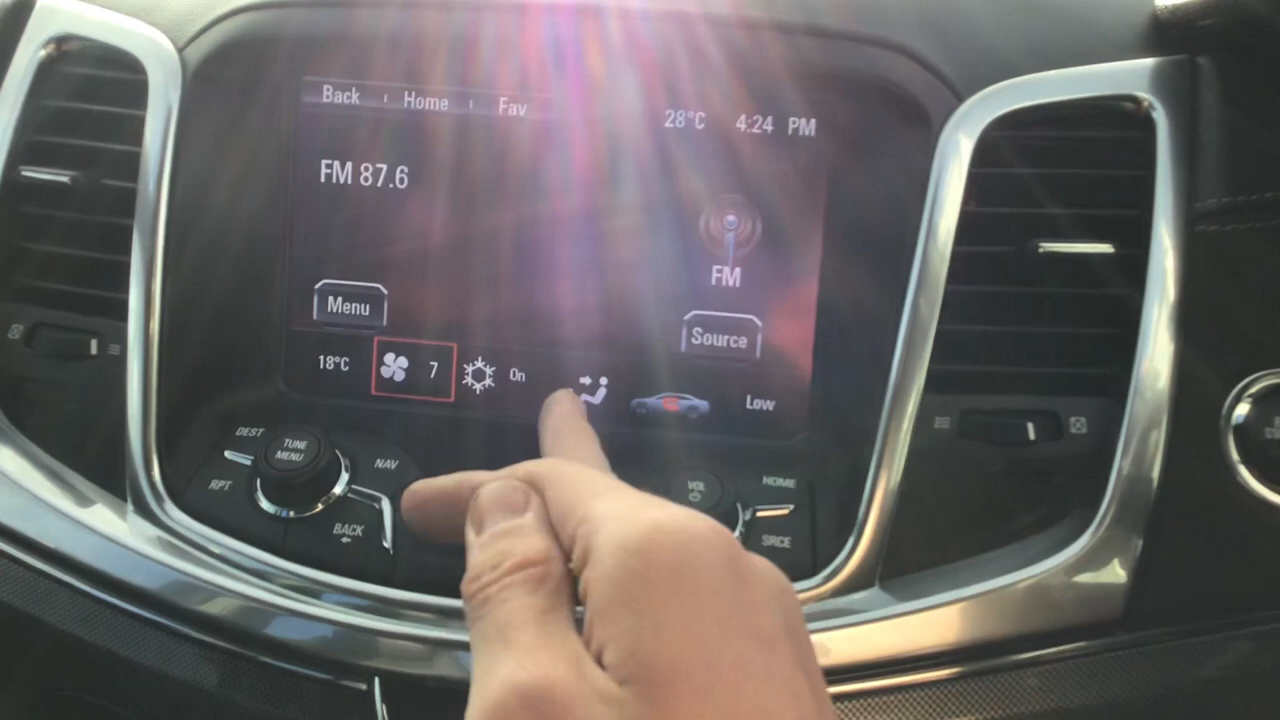 Back Home Fav
28°C 4:24 PM
FM 87.6
FM
Menu
Source
18°C 7 On Low
DEST
TUNE
MENU
NAV
RPT
BACK
VOL
HOME
SRCE